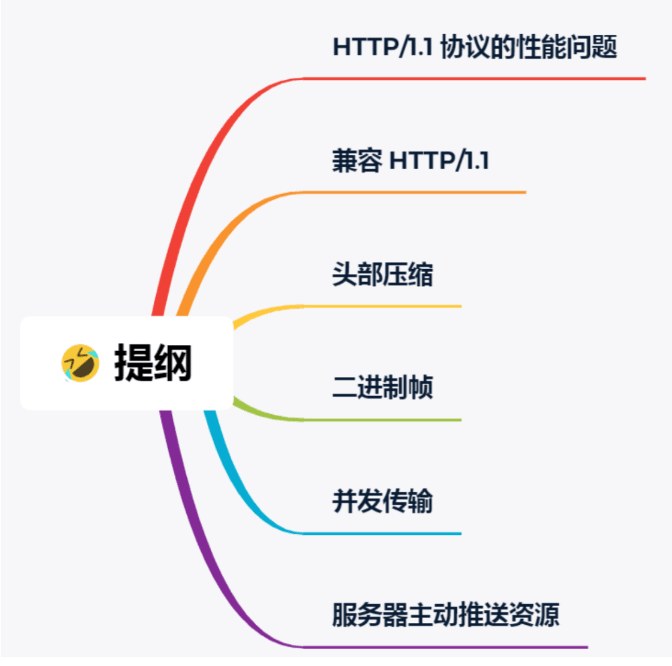 HTTP/1.1 协议的性能问题
兼容 HTTP/1.1
头部压缩
🤣 提纲
二进制帧
并发传输
服务器主动推送资源